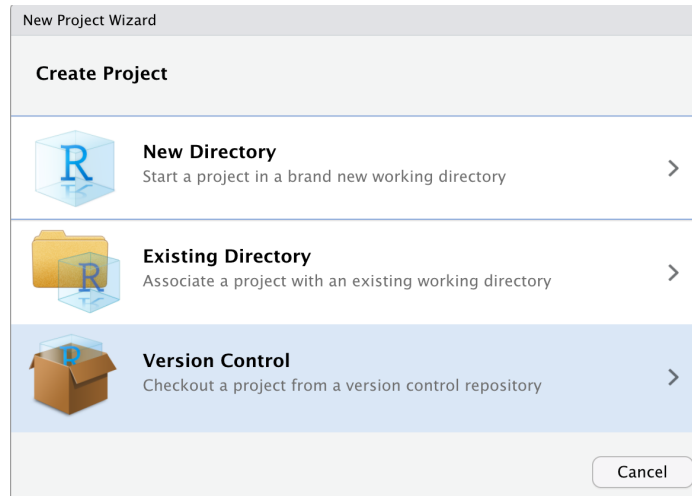 New Project Wizard
Create Project
New Directory
Start a project in a brand new working directory
Existing Directory
Associate a project with an existing working directory
Version Control
Checkout a project from a version control repository
Cancel